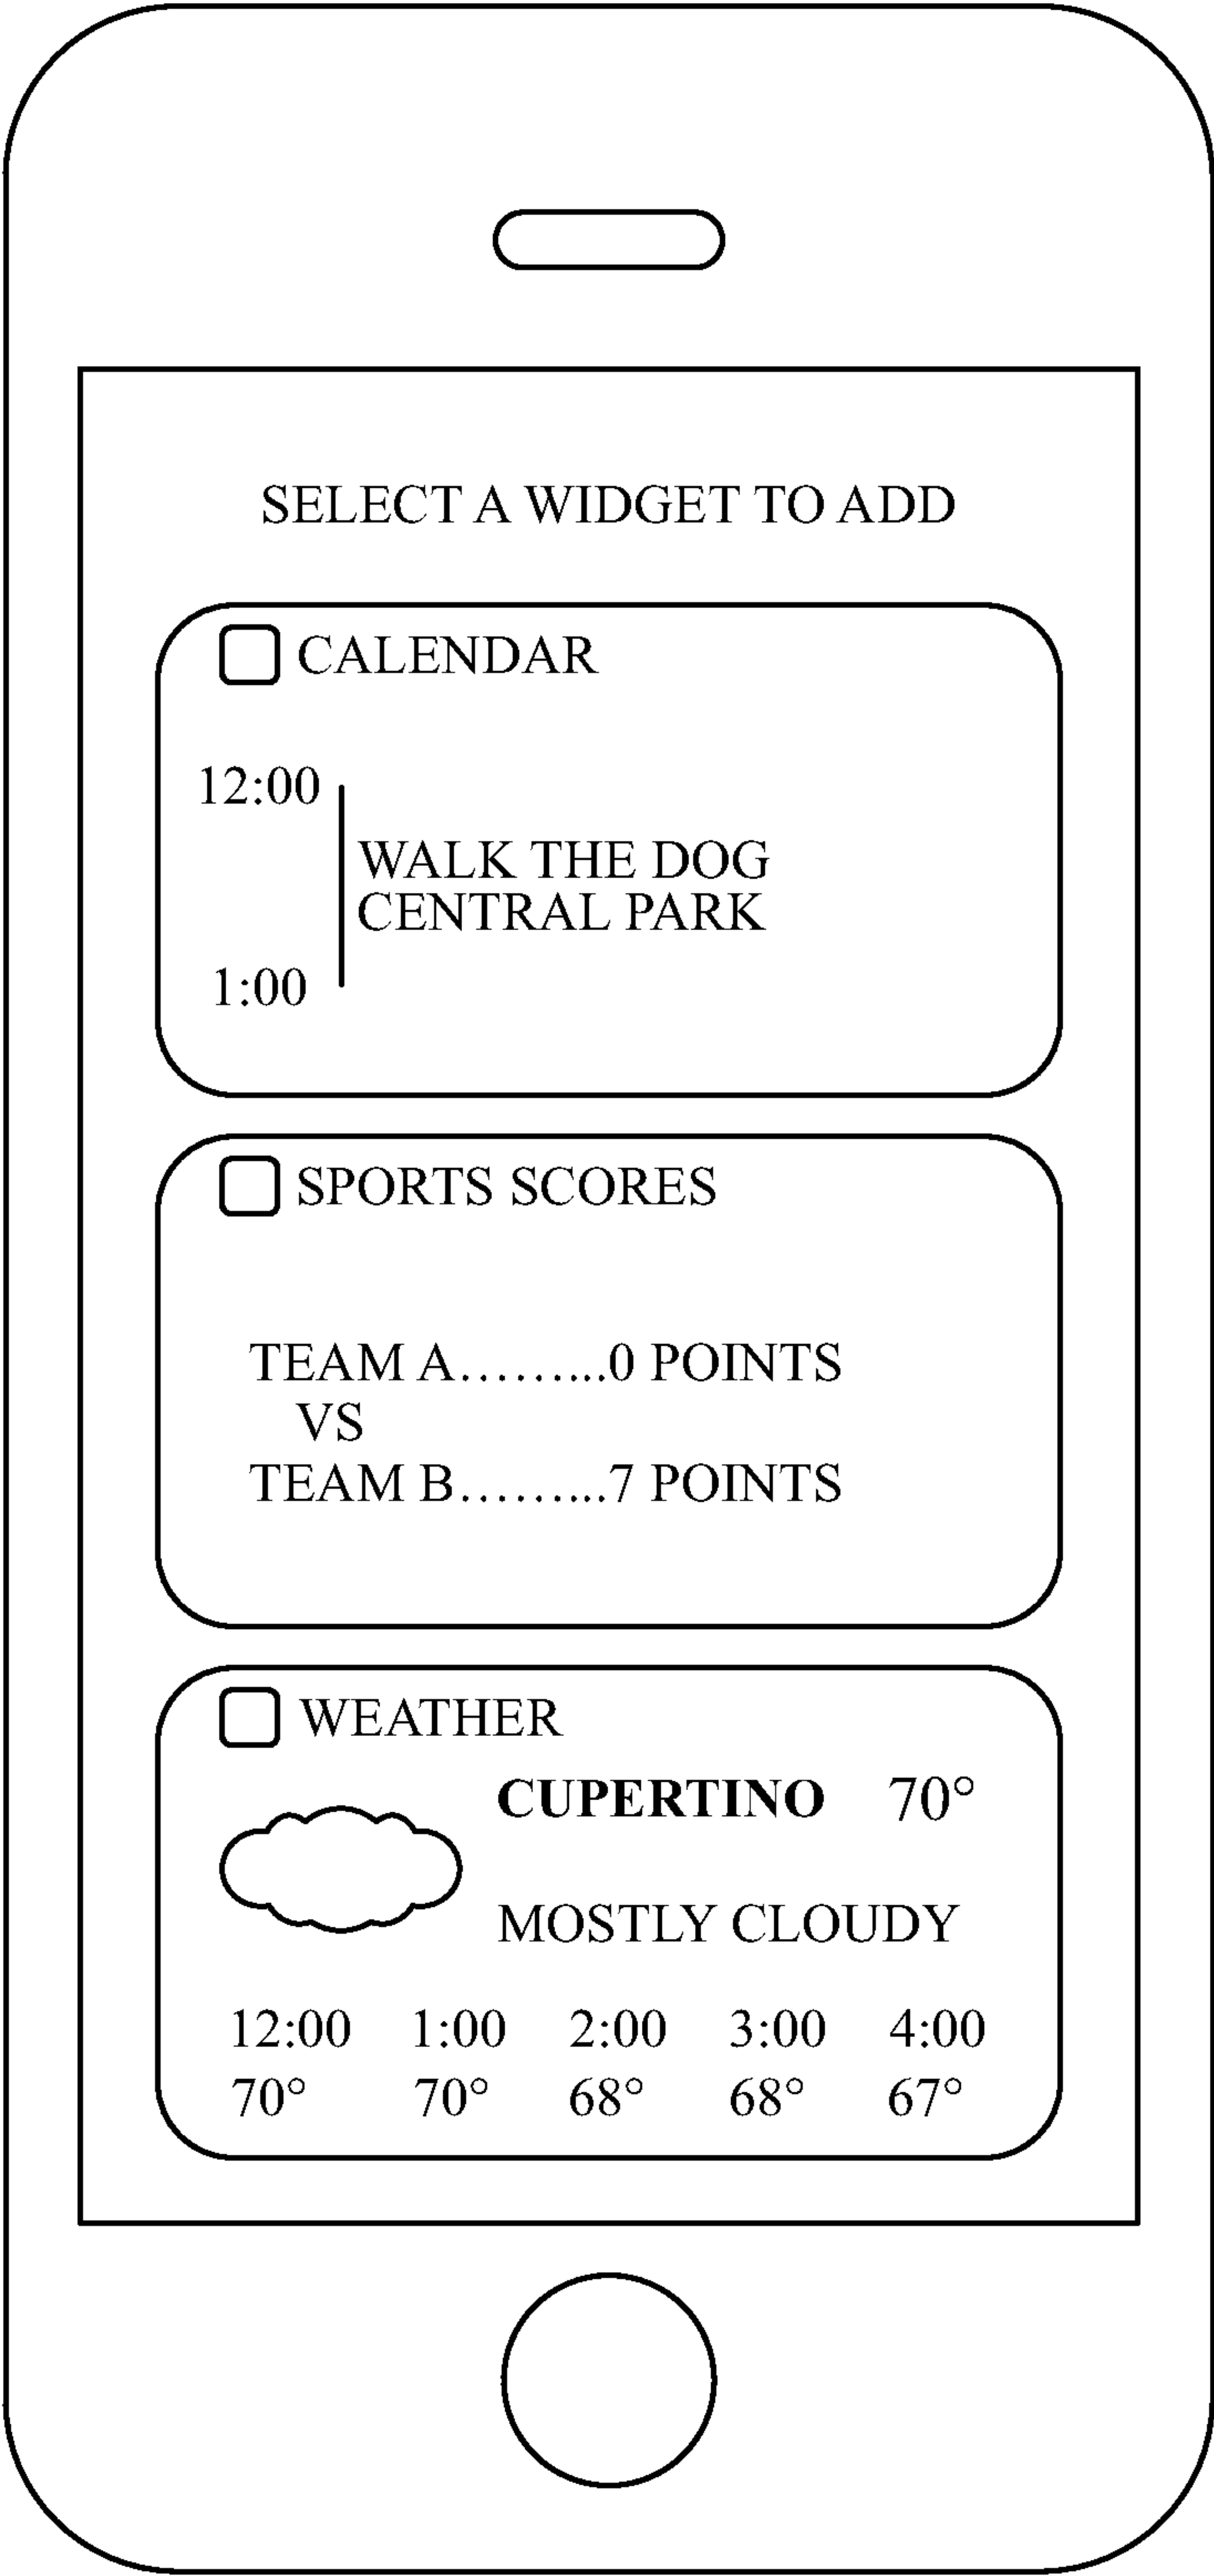 SELECT A WIDGET TO ADD
CALENDAR
12:00
WALK THE DOG
CENTRAL PARK
1:00
SPORTS SCORES
TEAM A.........0 POINTS
VS
TEAM B.........7 POINTS
WEATHER
CUPERTINO 70°
MOSTLY CLOUDY
12:00 1:00 2:00 3:00 4:00
70° 70° 68° 68° 67°